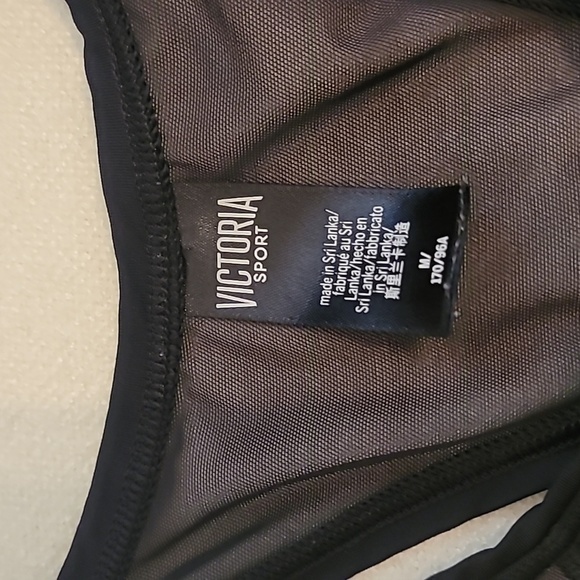 VICTORIA
SPORT
made in Sri Lanka/
fabriqué au Sri
Lanka/hecho en
Sri Lanka/fabbricato
in Sri Lanka/
斯里兰卡制造
M/
170/96A